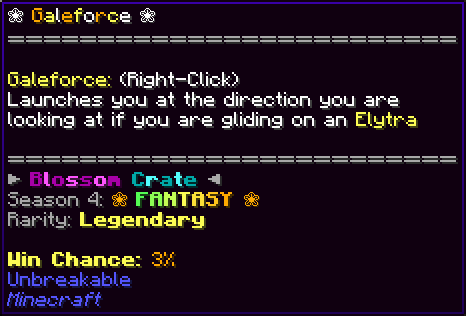 ❀ Galeforce ❀
================================
Galeforce: (Right-Click)
Launches you at the direction you are
looking at if you are gliding on an Elytra
================================
► Blossom Crate ◄
Season 4: ❀ FANTASY ❀
Rarity: Legendary
Win Chance: 3%
Unbreakable
Minecraft